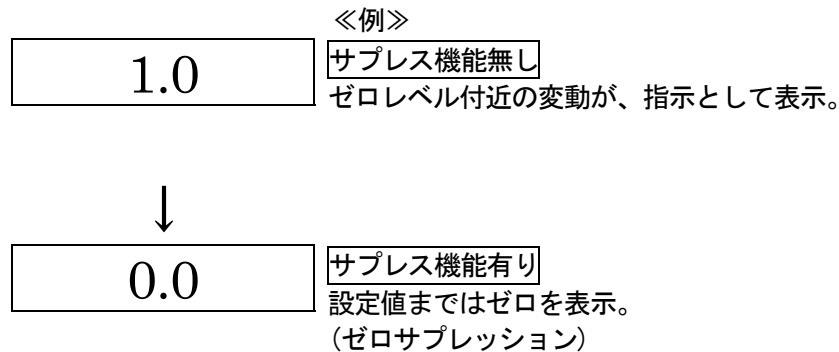 ≪例≫
1.0
サプレス機能無し
ゼロレベル付近の変動が、指示として表示。
↓
0.0
サプレス機能有り
設定値まではゼロを表示。
(ゼロサプレッション)